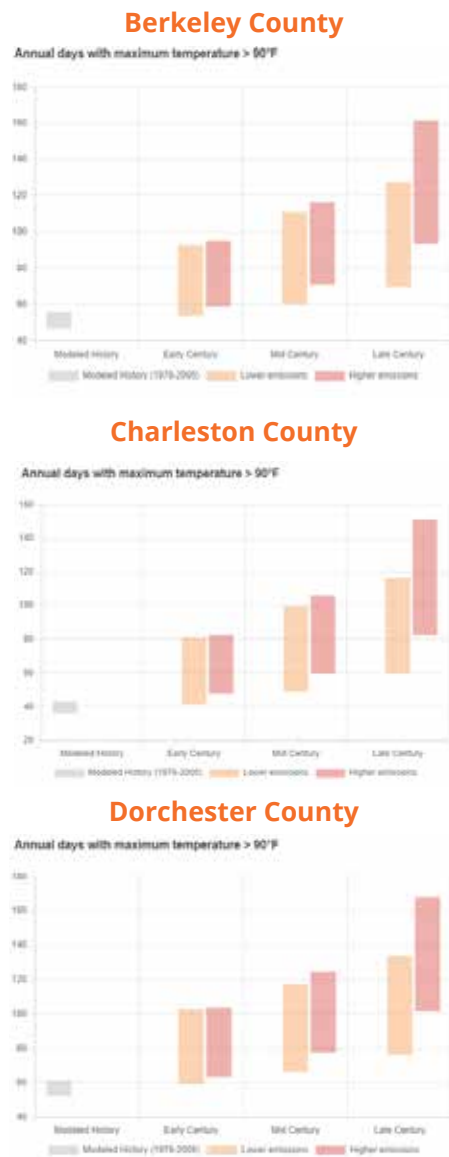 Berkeley County
Annual days with maximum temperature > 90°F
180
160
140
120
100
80
60
40
Modeled History Early Century Mid Century Late Century
Modeled History (1976-2005) Lower emissions Higher emissions
Charleston County
Annual days with maximum temperature > 90°F
160
140
120
100
80
60
40
20
Modeled History Early Century Mid Century Late Century
Modeled History (1976-2005) Lower emissions Higher emissions
Dorchester County
Annual days with maximum temperature > 90°F
180
160
140
120
100
80
60
40
Modeled History Early Century Mid Century Late Century
Modeled History (1976-2005) Lower emissions Higher emissions